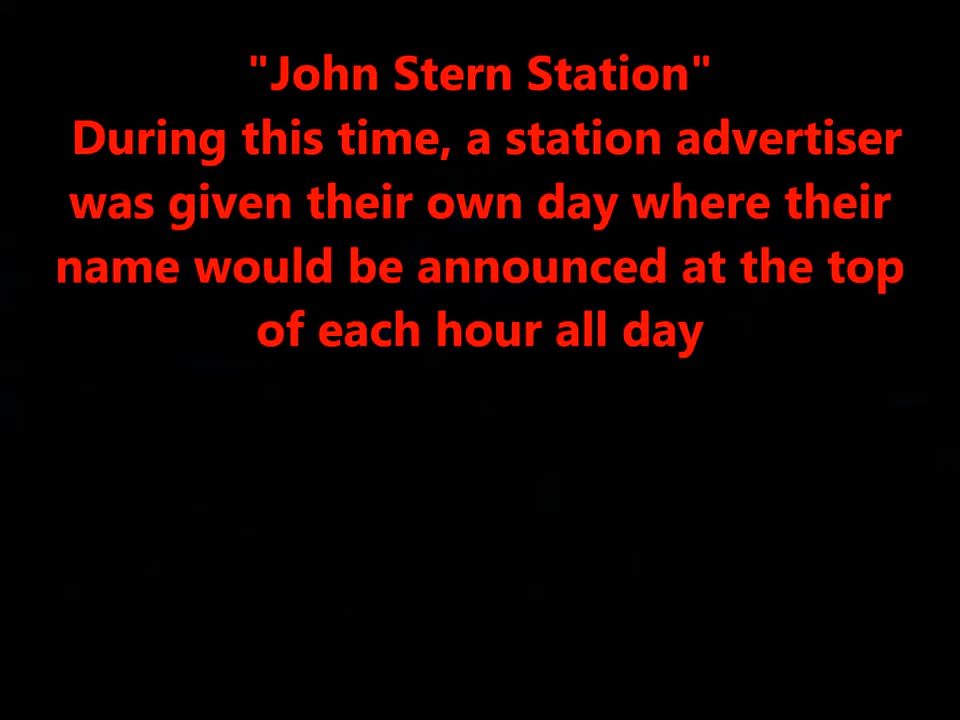 "John Stern Station"
During this time, a station advertiser
was given their own day where their
name would be announced at the top
of each hour all day